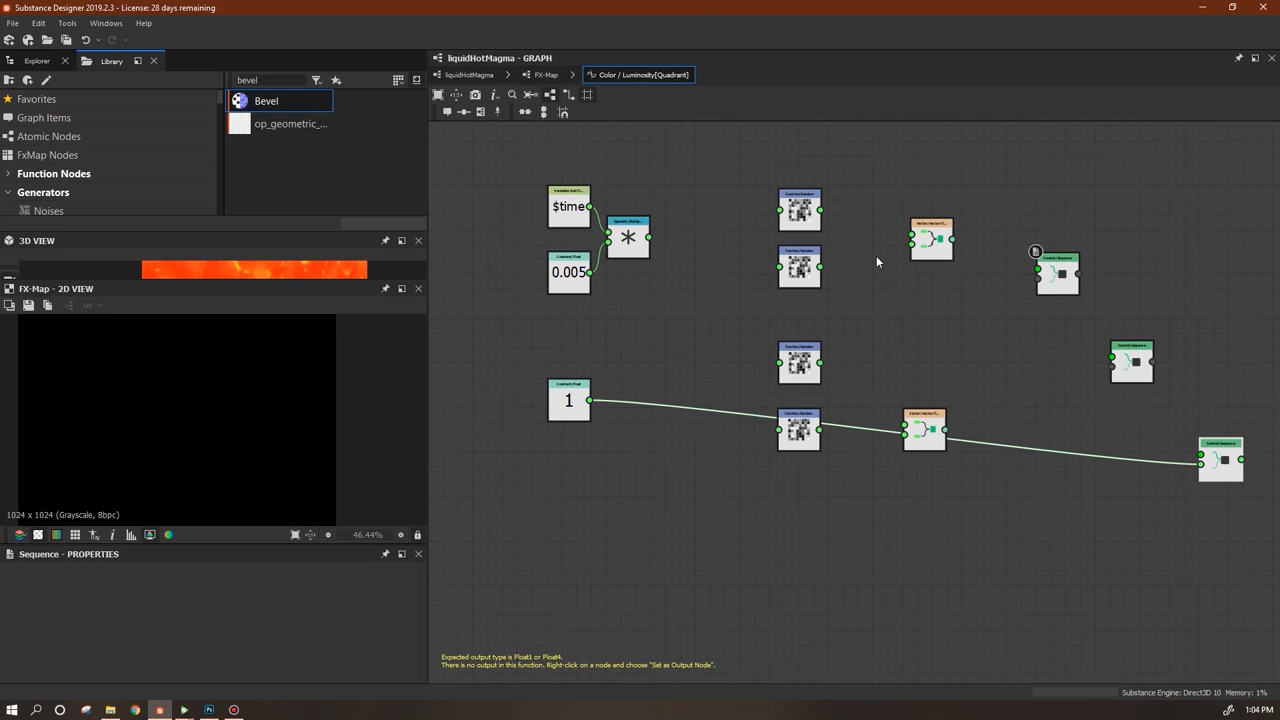 Substance Designer 2019.2.3 - License: 28 days remaining
File Edit Tools Windows Help
Explorer Library
bevel
Favorites
Graph Items
Atomic Nodes
FxMap Nodes
Function Nodes
Generators
Noises
Bevel
op_geometric_...
3D VIEW
FX-Map - 2D VIEW
UV
1024 x 1024 (Grayscale, 8bpc)
46.44%
Sequence - PROPERTIES
liquidHotMagma - GRAPH
liquidHotMagma FX-Map Color / Luminosity[Quadrant]
$time
0.005
1
Expected output type is Float1 or Float4.
There is no output in this function. Right-click on a node and choose "Set as Output Node".
Substance Engine: Direct3D 10 Memory: 1%
1:04 PM